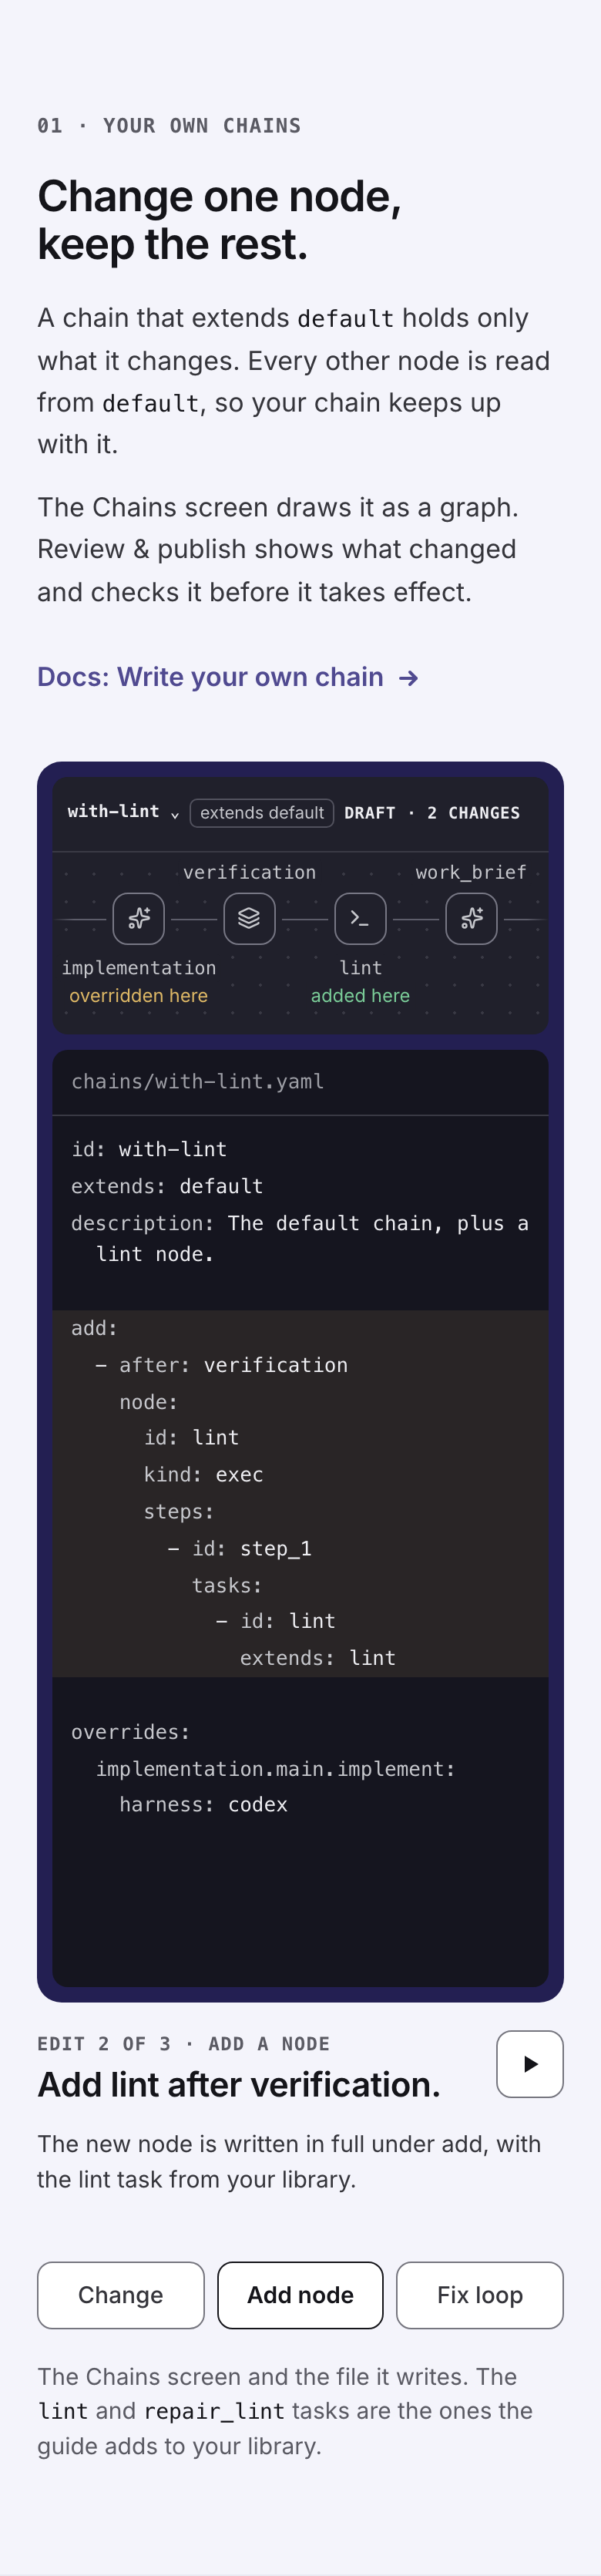 01 · YOUR OWN CHAINS
Change one node,
keep the rest.
A chain that extends default holds only
what it changes. Every other node is read
from default, so your chain keeps up
with it.
The Chains screen draws it as a graph.
Review & publish shows what changed
and checks it before it takes effect.
Docs: Write your own chain →
with-lint ⌄ extends default DRAFT · 2 CHANGES
verification work_brief
implementation lint
overridden here added here
chains/with-lint.yaml
id: with-lint
extends: default
description: The default chain, plus a
lint node.
add:
- after: verification
node:
id: lint
kind: exec
steps:
- id: step_1
tasks:
- id: lint
extends: lint
overrides:
implementation.main.implement:
harness: codex
EDIT 2 OF 3 · ADD A NODE
Add lint after verification.
The new node is written in full under add, with
the lint task from your library.
Change Add node Fix loop
The Chains screen and the file it writes. The
lint and repair_lint tasks are the ones the
guide adds to your library.